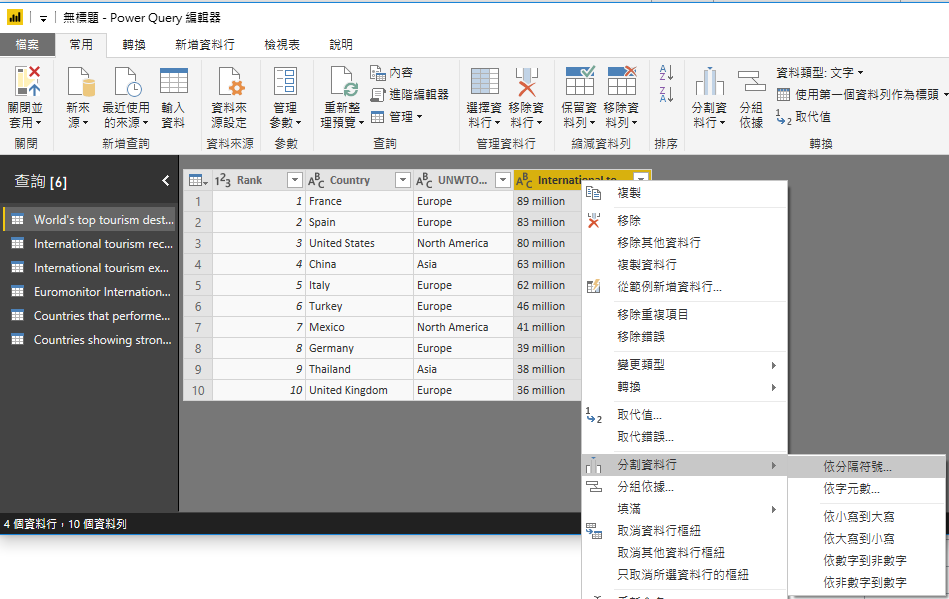 無標題 - Power Query 編輯器
檔案 常用 轉換 新增資料行 檢視表 說明
關閉並套用 新來源 最近使用的來源 輸入資料 資料來源設定 管理參數 重新整理預覽 內容 進階編輯器 管理 選擇資料行 移除資料行 保留資料列 移除資料列 分割資料行 分組依據 資料類型: 文字 使用第一個資料列作為標頭 取代值
關閉 新增查詢 資料來源 參數 查詢 管理資料行 縮減資料列 排序 轉換
查詢 [6]
World's top tourism dest...
International tourism rec...
International tourism ex...
Euromonitor Internation...
Countries that performe...
Countries showing stron...
1 2 3 Rank A B C Country A B C UNWTO... A B C International to
1 1 France Europe 89 million
2 2 Spain Europe 83 million
3 3 United States North America 80 million
4 4 China Asia 63 million
5 5 Italy Europe 62 million
6 6 Turkey Europe 46 million
7 7 Mexico North America 41 million
8 8 Germany Europe 39 million
9 9 Thailand Asia 38 million
10 10 United Kingdom Europe 36 million
複製
移除
移除其他資料行
複製資料行
從範例新增資料行...
移除重複項目
移除錯誤
變更類型
轉換
取代值...
取代錯誤...
分割資料行
分組依據...
填滿
取消資料行樞紐
取消其他資料行樞紐
只取消所選資料行的樞紐
依分隔符號...
依字元數...
依小寫到大寫
依大寫到小寫
依數字到非數字
依非數字到數字
4 個資料行，10 個資料列